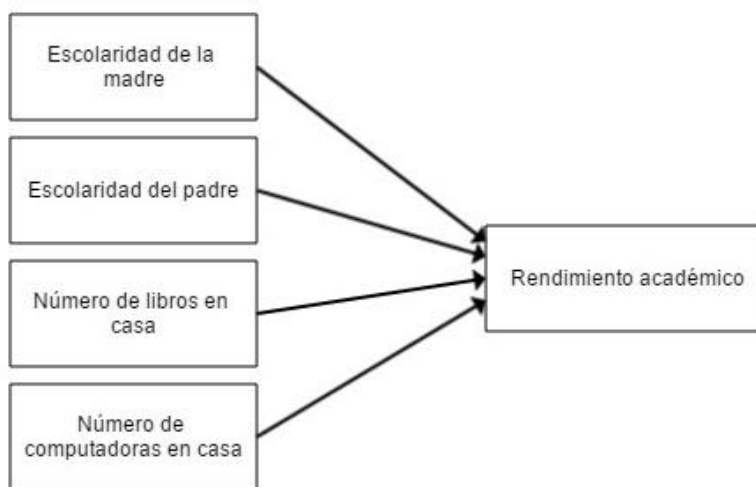 Escolaridad de la
madre
Escolaridad del padre
Número de libros en
casa
Número de
computadoras en casa
Rendimiento académico